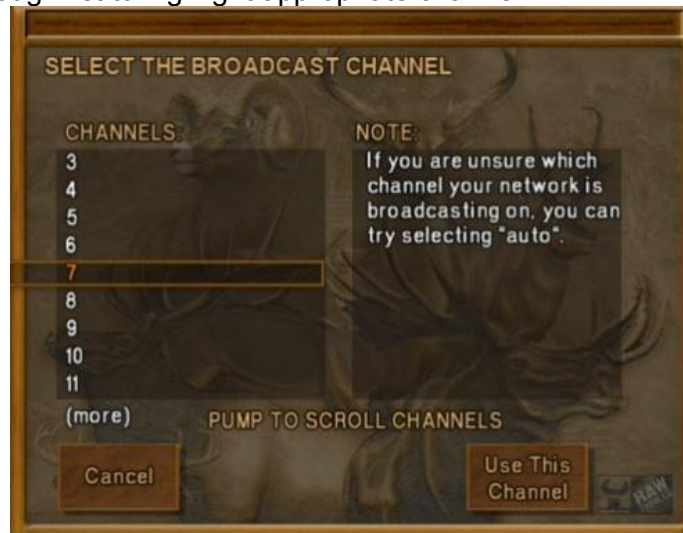 SELECT THE BROADCAST CHANNEL
CHANNELS:
3
4
5
6
7
8
9
10
11
(more)
NOTE:
If you are unsure which
channel your network is
broadcasting on, you can
try selecting "auto".
PUMP TO SCROLL CHANNELS
Cancel
Use This
Channel
RAW